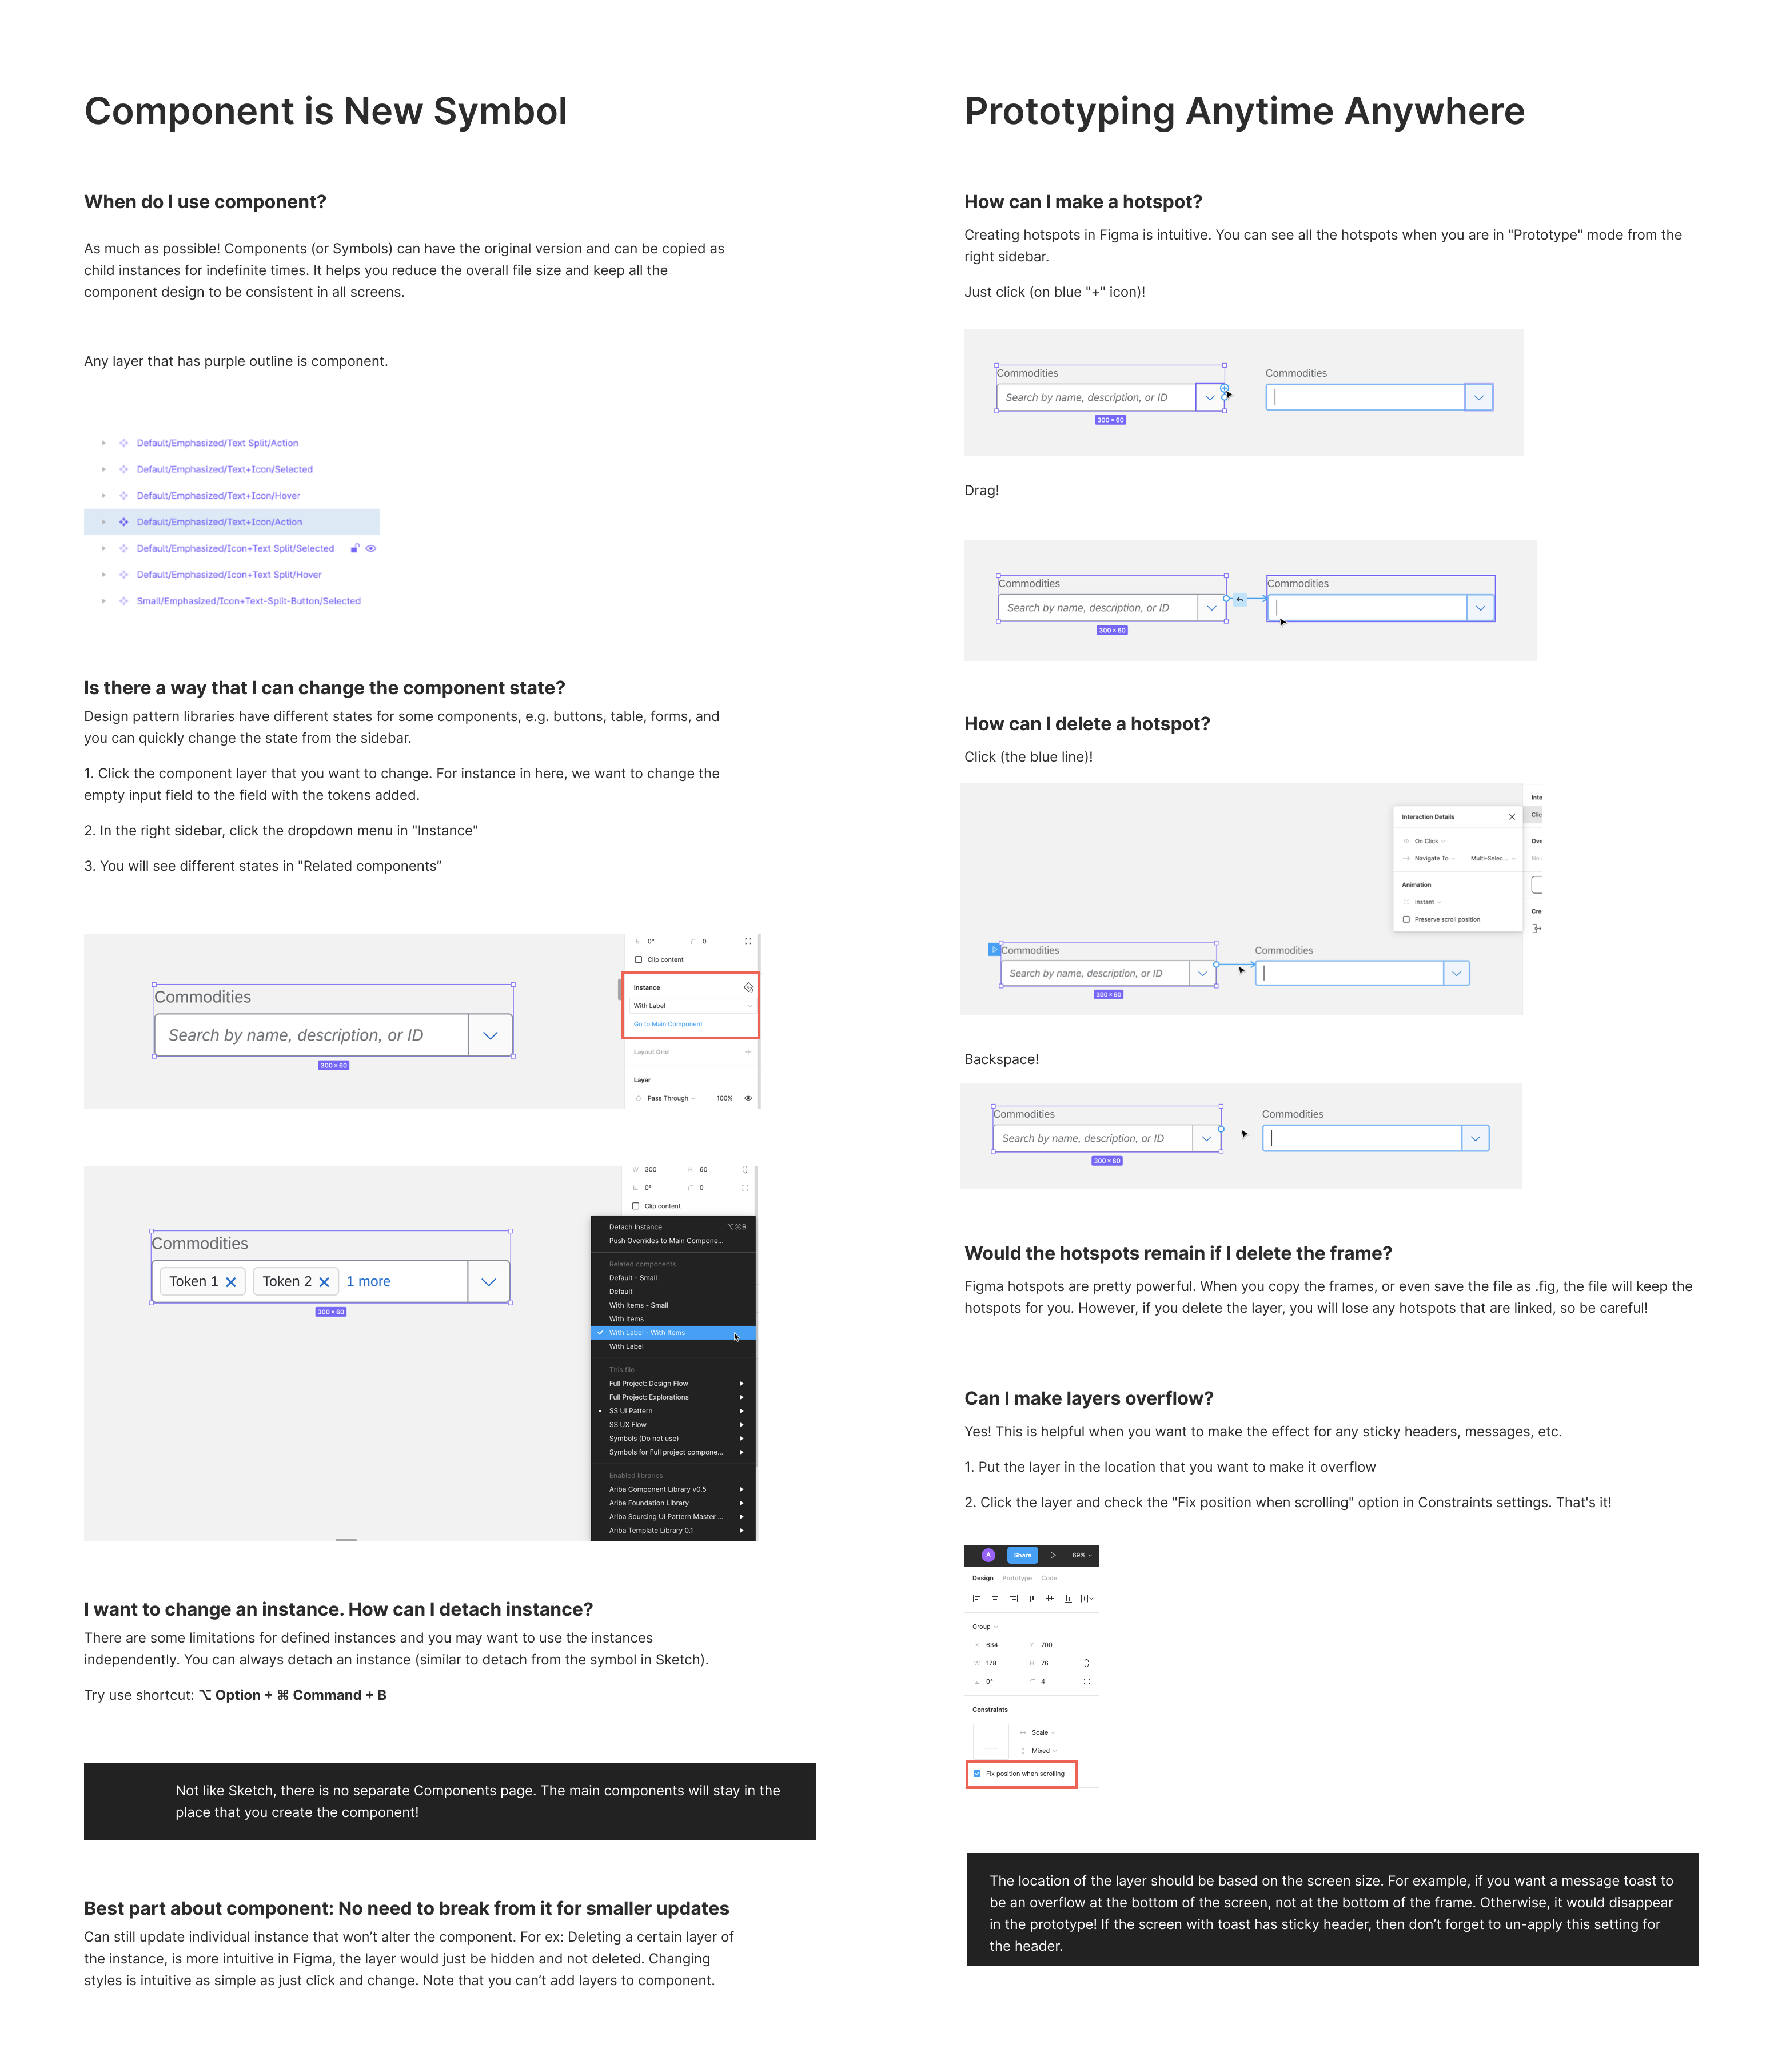 Component is New Symbol
When do I use component?
As much as possible! Components (or Symbols) can have the original version and can be copied as
child instances for indefinite times. It helps you reduce the overall file size and keep all the
component design to be consistent in all screens.
Any layer that has purple outline is component.
Default/Emphasized/Text Split/Action
Default/Emphasized/Text+Icon/Selected
Default/Emphasized/Text+Icon/Hover
Default/Emphasized/Text+Icon/Action
Default/Emphasized/Icon+Text Split/Selected
Default/Emphasized/Icon+Text Split/Hover
Small/Emphasized/Icon+Text-Split-Button/Selected
Is there a way that I can change the component state?
Design pattern libraries have different states for some components, e.g. buttons, table, forms, and
you can quickly change the state from the sidebar.
1. Click the component layer that you want to change. For instance in here, we want to change the
empty input field to the field with the tokens added.
2. In the right sidebar, click the dropdown menu in "Instance"
3. You will see different states in "Related components”
0° 0
Clip content
Instance
With Label
Go to Main Component
Layout Grid
Layer
Pass Through 100%
Commodities
Search by name, description, or ID
300 × 60
W 300 H 60
0° 0
Clip content
Commodities
Token 1 Token 2 1 more
300 × 60
Detach Instance ⌥⌘B
Push Overrides to Main Compone...
Related components
Default - Small
Default
With Items - Small
With Items
With Label - With Items
With Label
This file
Full Project: Design Flow
Full Project: Explorations
SS UI Pattern
SS UX Flow
Symbols (Do not use)
Symbols for Full project compone...
Enabled libraries
Ariba Component Library v0.5
Ariba Foundation Library
Ariba Sourcing UI Pattern Master ...
Ariba Template Library 0.1
I want to change an instance. How can I detach instance?
There are some limitations for defined instances and you may want to use the instances
independently. You can always detach an instance (similar to detach from the symbol in Sketch).
Try use shortcut: ⌥ Option + ⌘ Command + B
Not like Sketch, there is no separate Components page. The main components will stay in the
place that you create the component!
Best part about component: No need to break from it for smaller updates
Can still update individual instance that won’t alter the component. For ex: Deleting a certain layer of
the instance, is more intuitive in Figma, the layer would just be hidden and not deleted. Changing
styles is intuitive as simple as just click and change. Note that you can’t add layers to component.
Prototyping Anytime Anywhere
How can I make a hotspot?
Creating hotspots in Figma is intuitive. You can see all the hotspots when you are in "Prototype" mode from the
right sidebar.
Just click (on blue "+" icon)!
Commodities Commodities
Search by name, description, or ID
300 × 60
Drag!
Commodities Commodities
Search by name, description, or ID
300 × 60
How can I delete a hotspot?
Click (the blue line)!
Inte
Interaction Details
Clic
On Click
Ove
Navigate To Multi-Selec...
No
Animation
Instant
Cre
Preserve scroll position
Commodities Commodities
Search by name, description, or ID
300 × 60
Backspace!
Commodities Commodities
Search by name, description, or ID
300 × 60
Would the hotspots remain if I delete the frame?
Figma hotspots are pretty powerful. When you copy the frames, or even save the file as .fig, the file will keep the
hotspots for you. However, if you delete the layer, you will lose any hotspots that are linked, so be careful!
Can I make layers overflow?
Yes! This is helpful when you want to make the effect for any sticky headers, messages, etc.
1. Put the layer in the location that you want to make it overflow
2. Click the layer and check the "Fix position when scrolling" option in Constraints settings. That's it!
A Share 69%
Design Prototype Code
Group
X 634 Y 700
W 178 H 76
0° 4
Constraints
Scale
Mixed
Fix position when scrolling
The location of the layer should be based on the screen size. For example, if you want a message toast to
be an overflow at the bottom of the screen, not at the bottom of the frame. Otherwise, it would disappear
in the prototype! If the screen with toast has sticky header, then don’t forget to un-apply this setting for
the header.